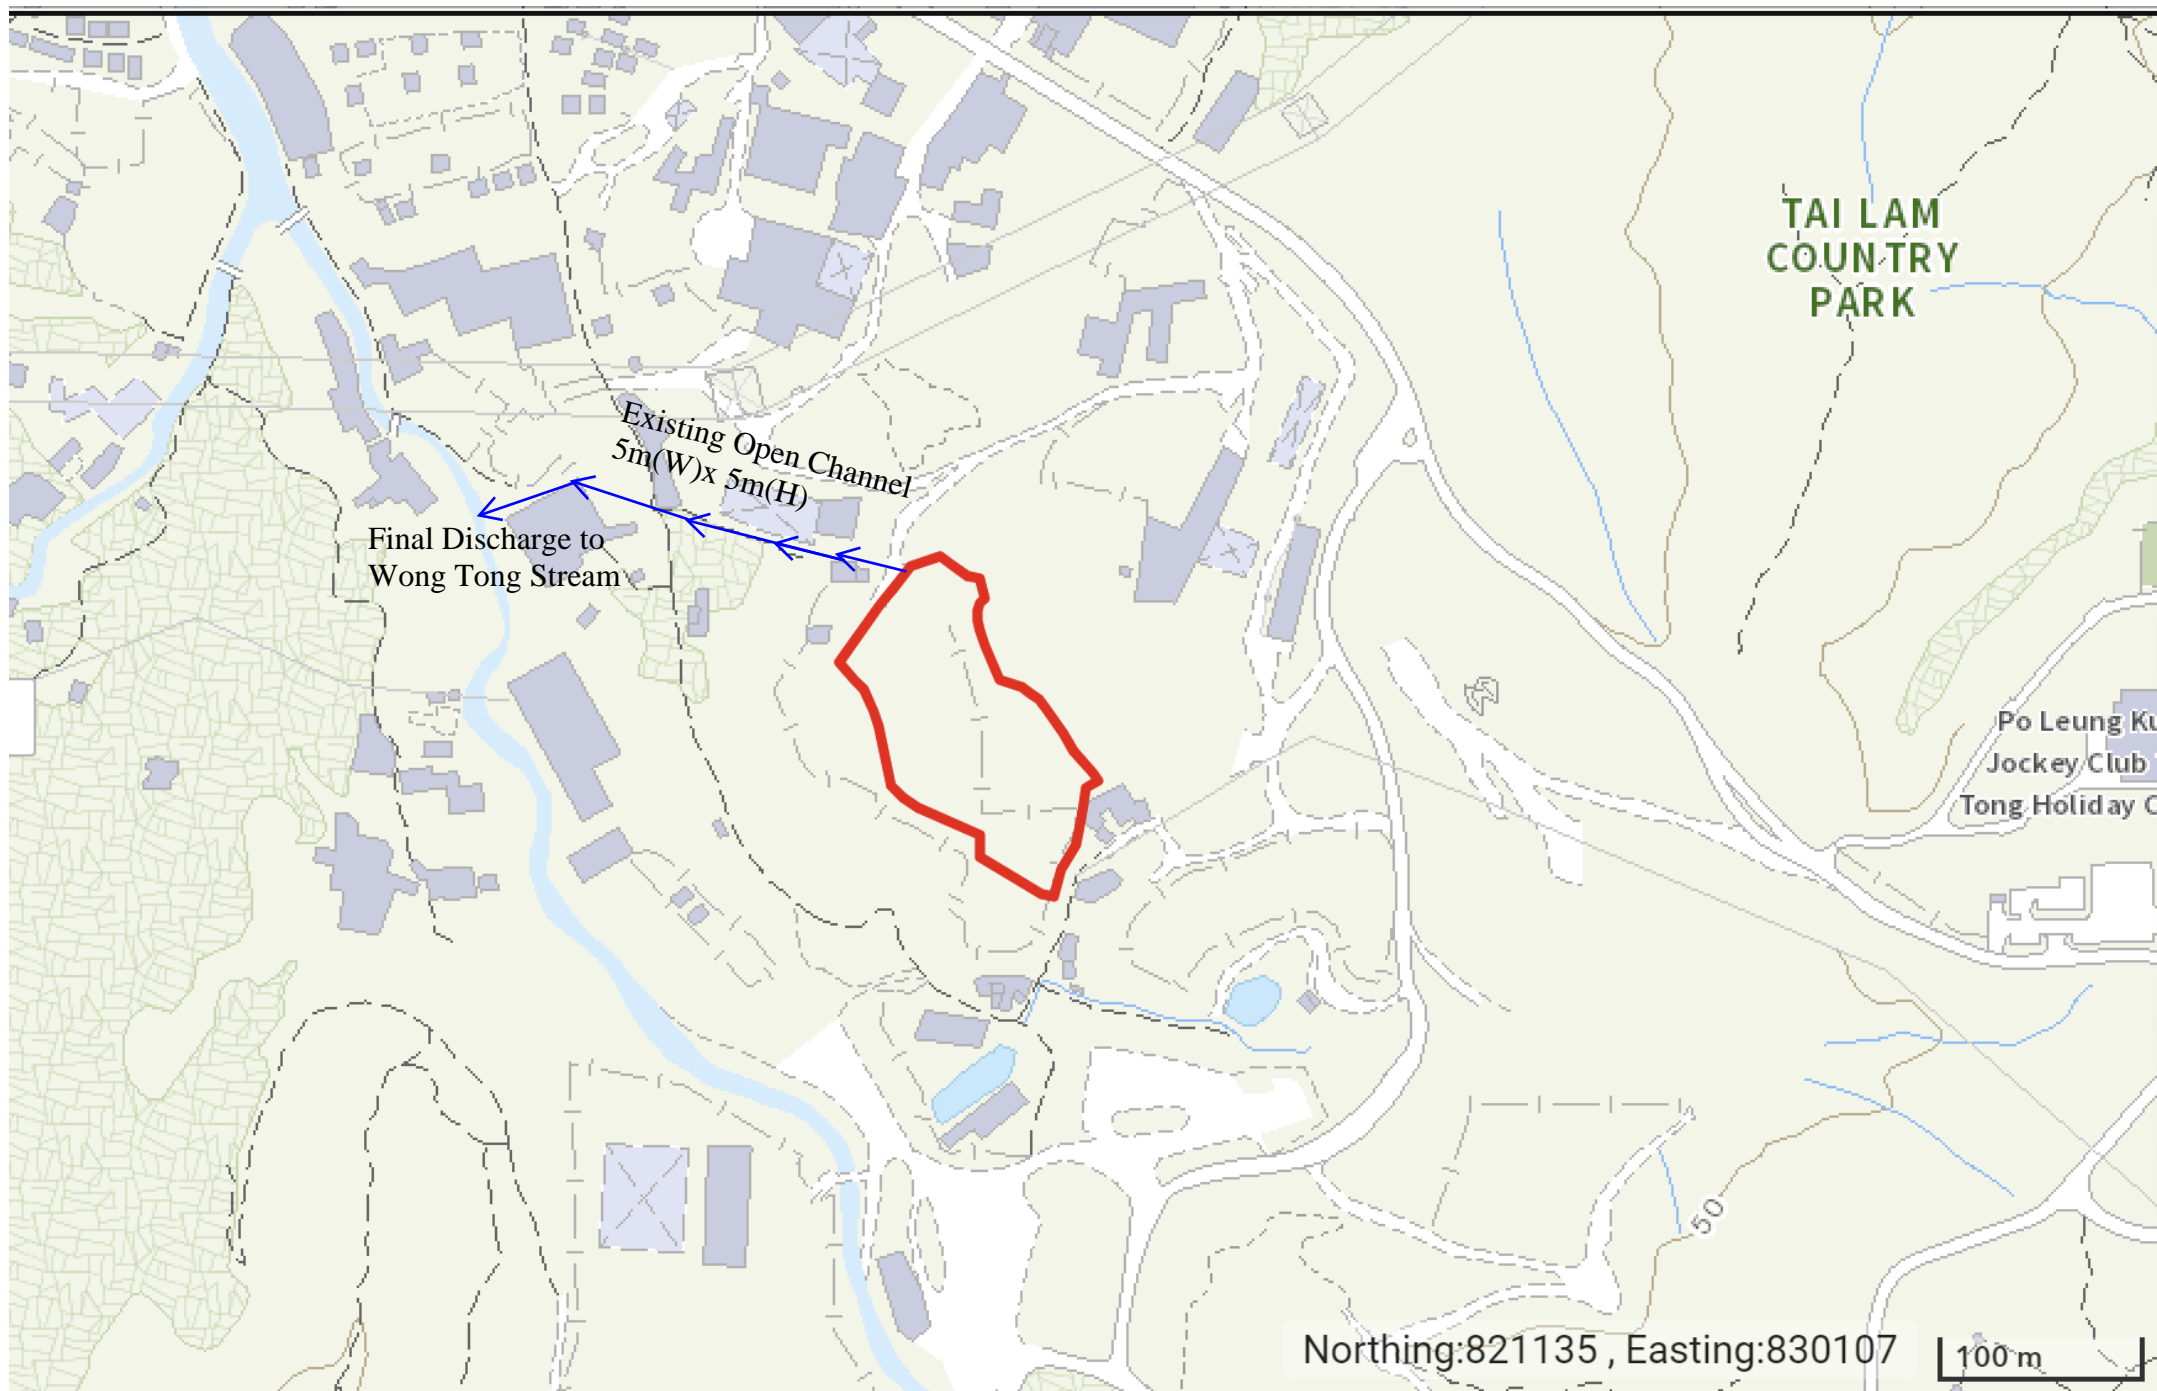 TAI LAM
COUNTRY
PARK
Existing Open Channel
5m(W)x 5m(H)
Final Discharge to
Wong Tong Stream
Po Leung Ku
Jockey Club
Tong Holiday C
50
Northing:821135 , Easting:830107
100 m